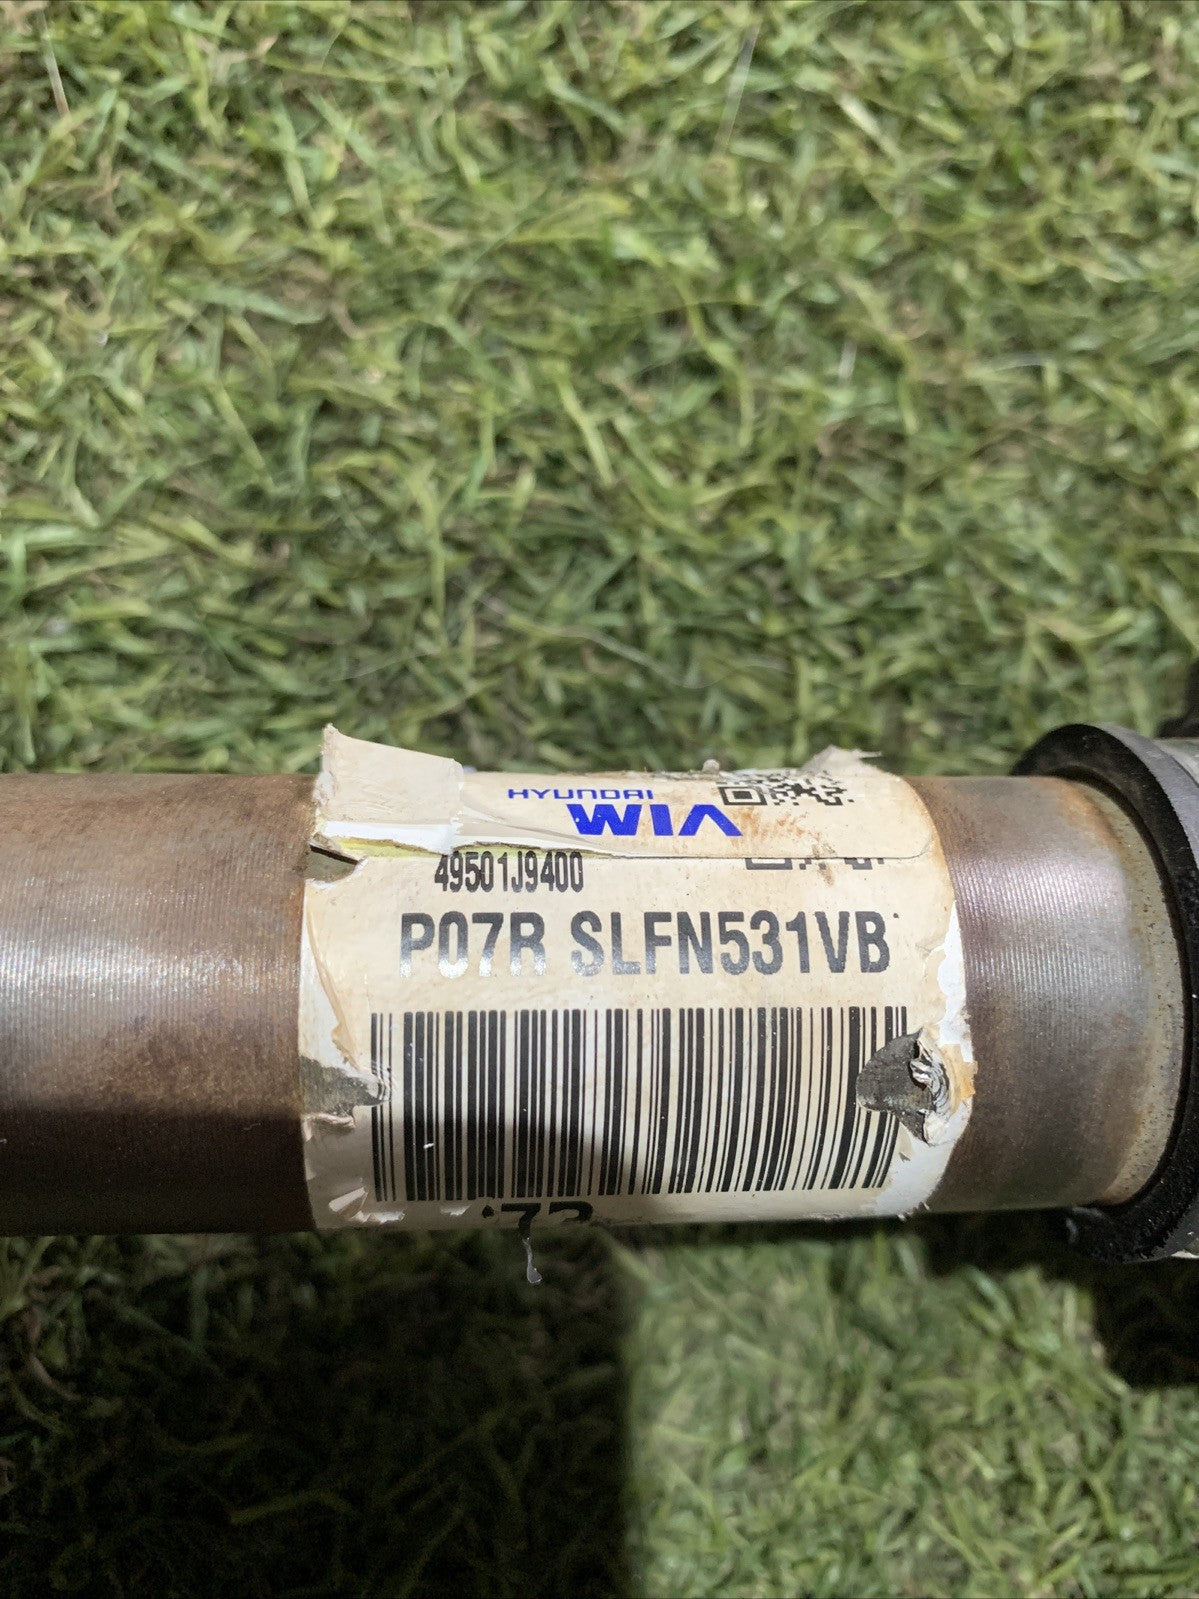 HYUNDAI
WIA
49501J9400
P07R SLFN531VB